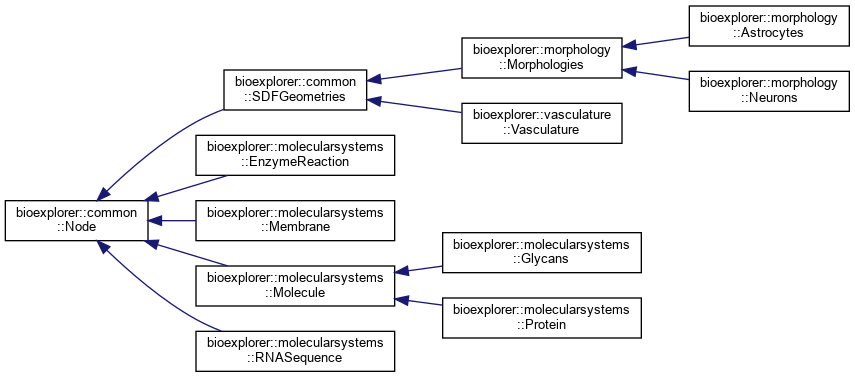 bioexplorer::morphology
::Astrocytes
bioexplorer::morphology
::Morphologies
bioexplorer::common
::SDFGeometries
bioexplorer::morphology
::Neurons
bioexplorer::vasculature
::Vasculature
bioexplorer::molecularsystems
::EnzymeReaction
bioexplorer::common
::Node
bioexplorer::molecularsystems
::Membrane
bioexplorer::molecularsystems
::Glycans
bioexplorer::molecularsystems
::Molecule
bioexplorer::molecularsystems
::Protein
bioexplorer::molecularsystems
::RNASequence